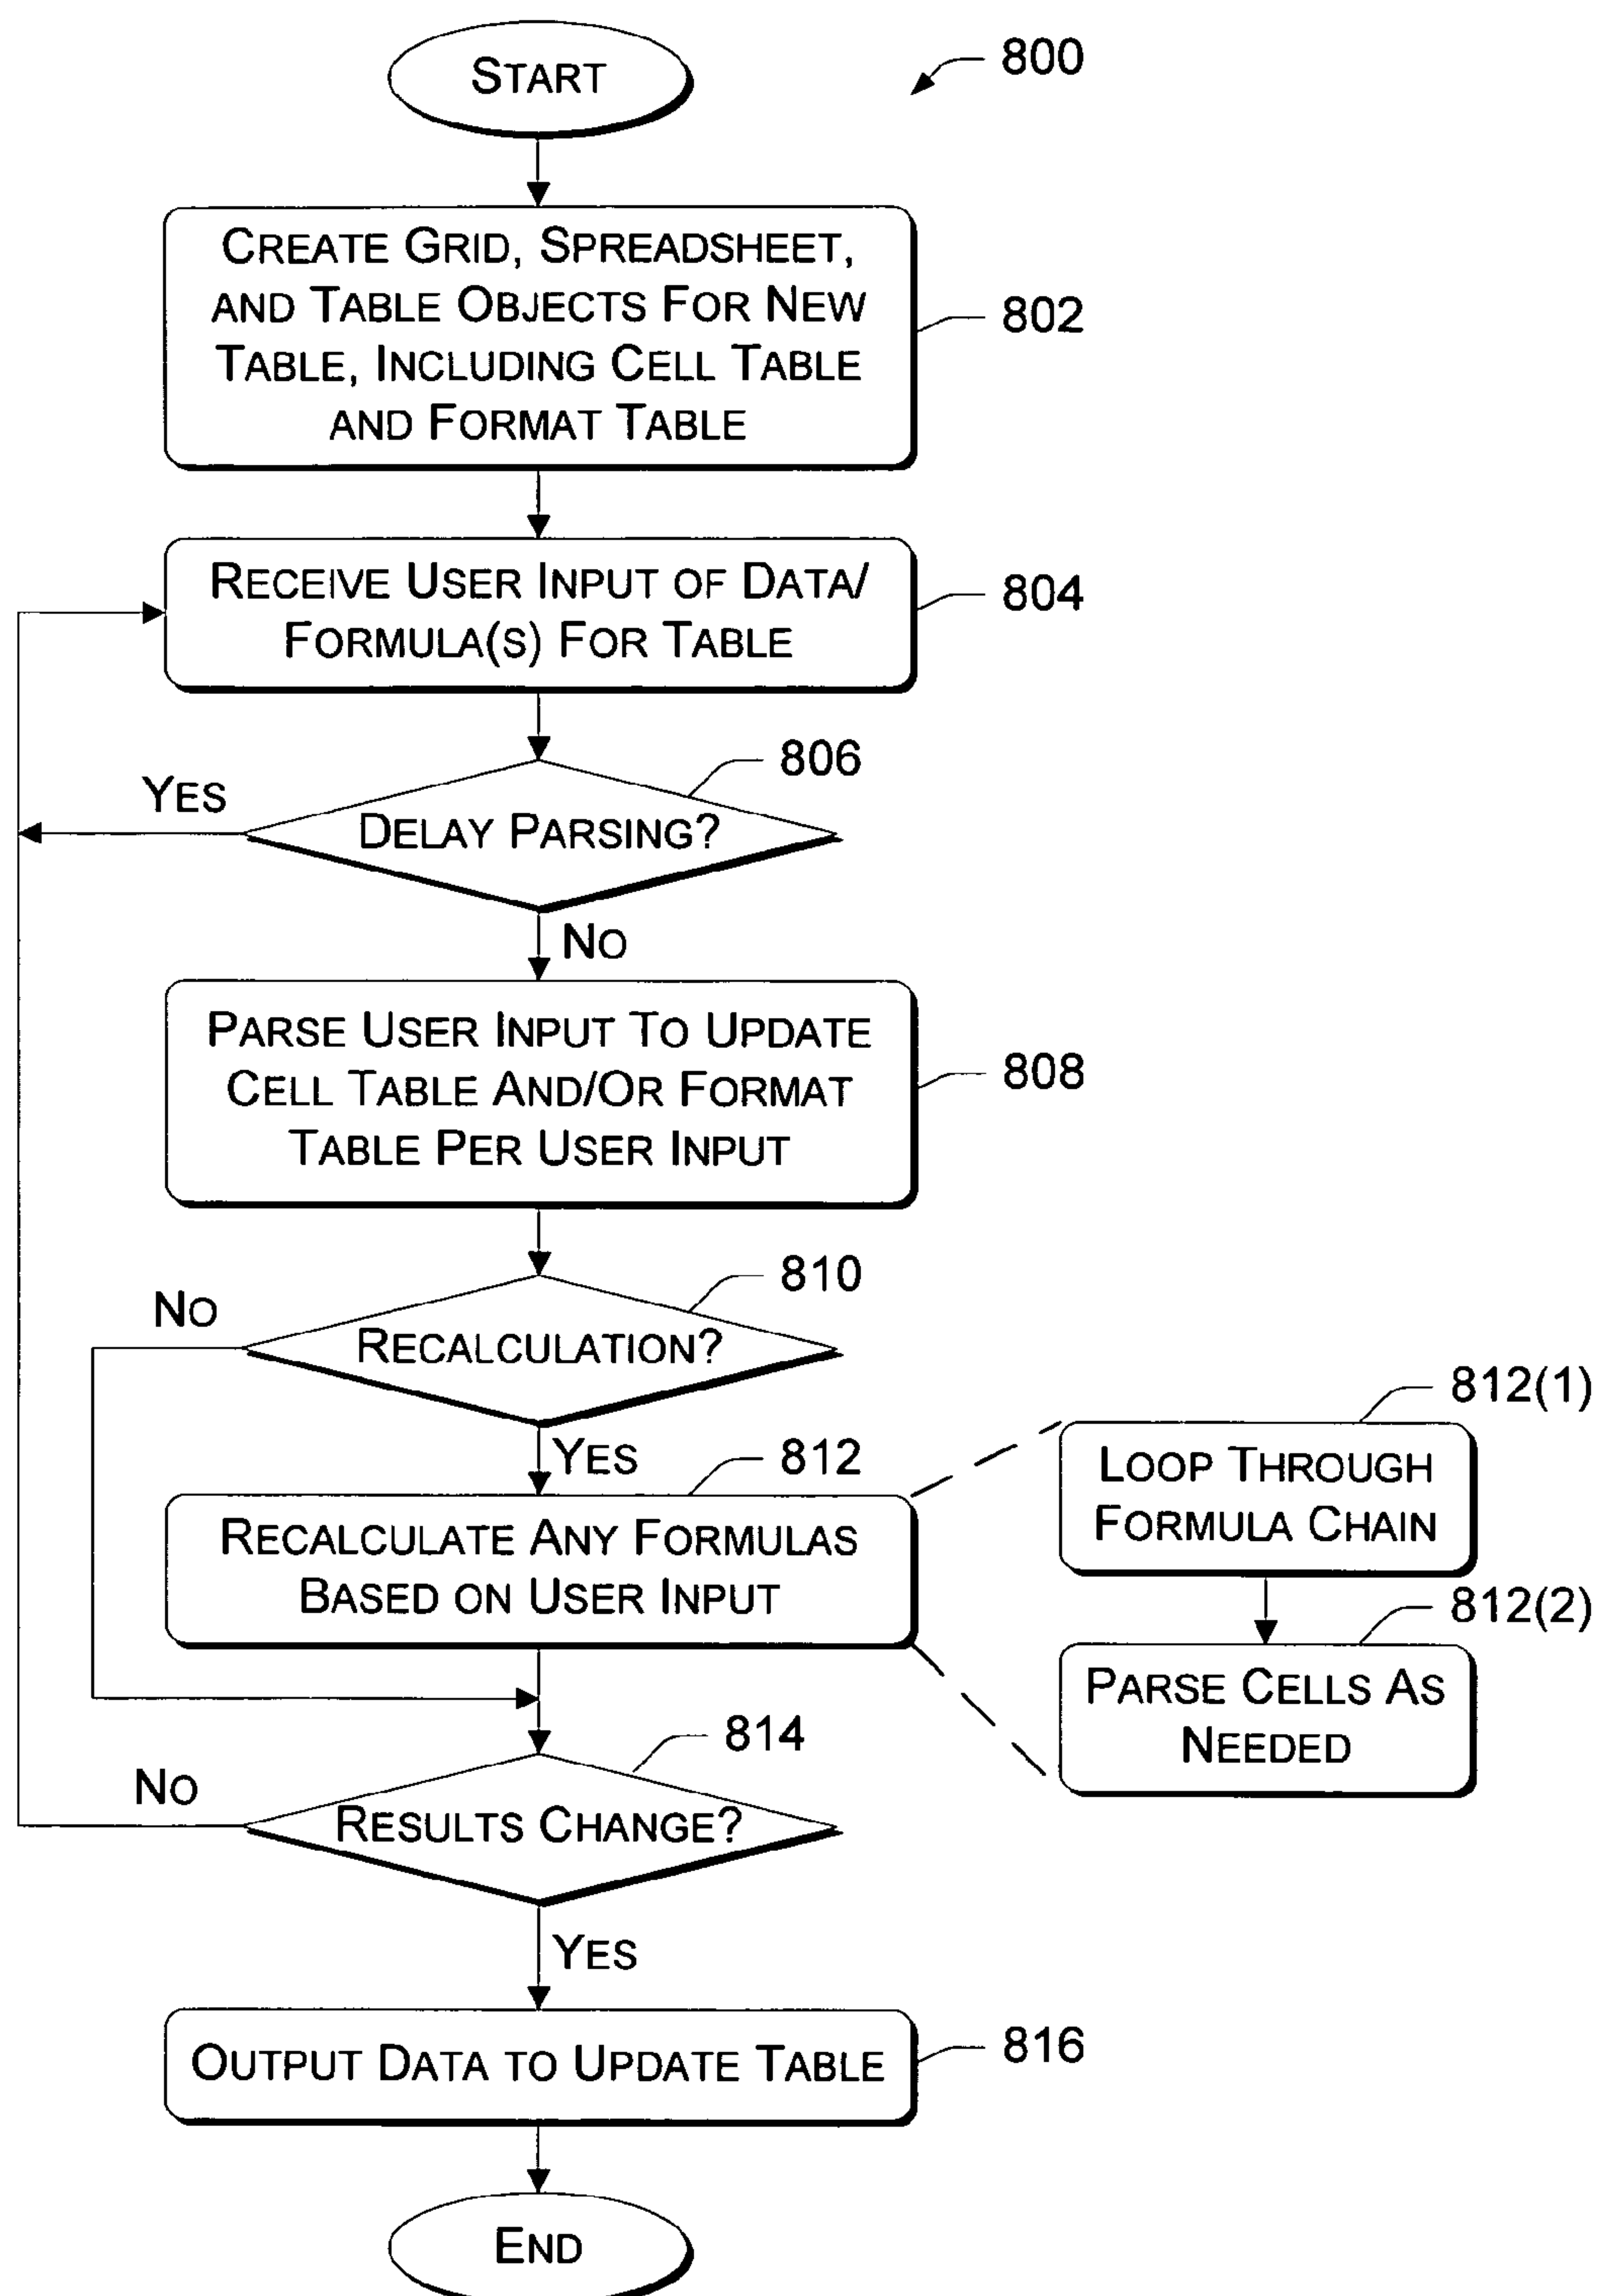 START
800
CREATE GRID, SPREADSHEET,
AND TABLE OBJECTS FOR NEW
TABLE, INCLUDING CELL TABLE
AND FORMAT TABLE
802
RECEIVE USER INPUT OF DATA/
FORMULA(S) FOR TABLE
804
806
YES
DELAY PARSING?
NO
PARSE USER INPUT TO UPDATE
CELL TABLE AND/OR FORMAT
TABLE PER USER INPUT
808
810
NO
RECALCULATION?
YES
812
RECALCULATE ANY FORMULAS
BASED ON USER INPUT
812(1)
LOOP THROUGH
FORMULA CHAIN
812(2)
PARSE CELLS AS
NEEDED
814
NO
RESULTS CHANGE?
YES
OUTPUT DATA TO UPDATE TABLE
816
END